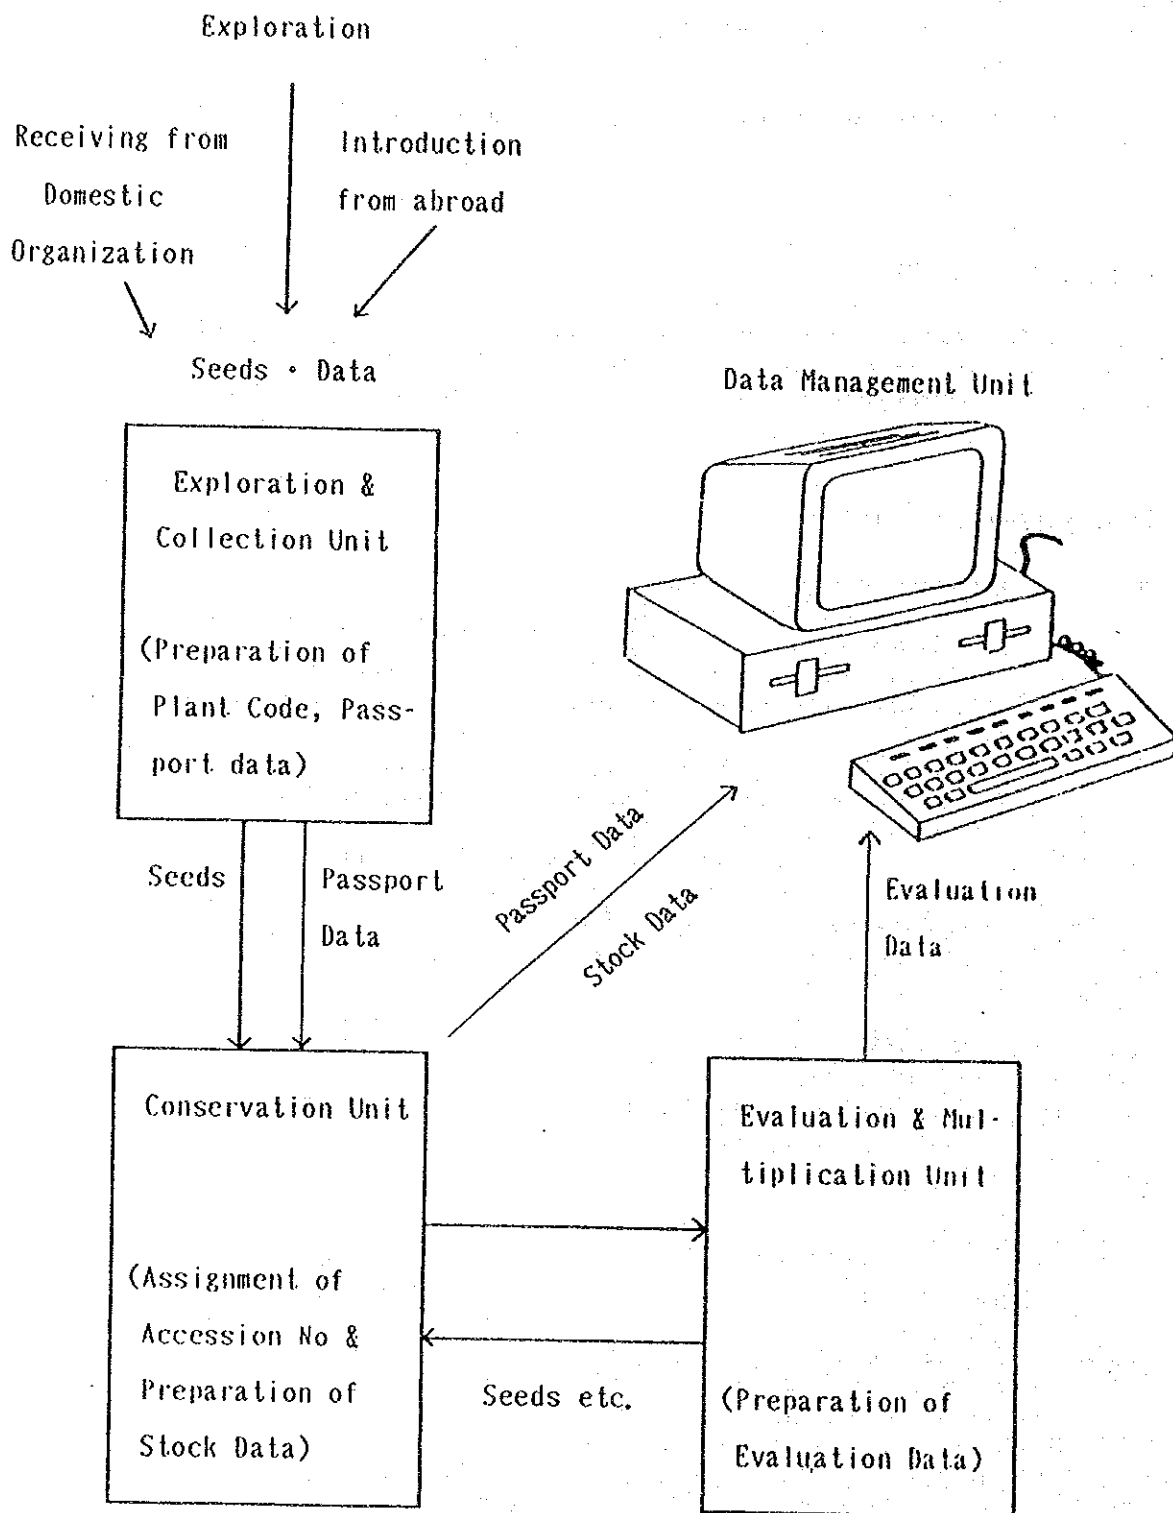 Exploration
Receiving from
Domestic
Organization
Introduction
from abroad
Seeds • Data
Data Management Unit
Exploration &
Collection Unit
(Preparation of
Plant Code, Pass-
port data)
Seeds
Passport
Data
Passport Data
Stock Data
Evaluation
Data
Conservation Unit
(Assignment of
Accession No &
Preparation of
Stock Data)
Seeds etc.
Evaluation & Mul-
tiplication Unit
(Preparation of
Evaluation Data)